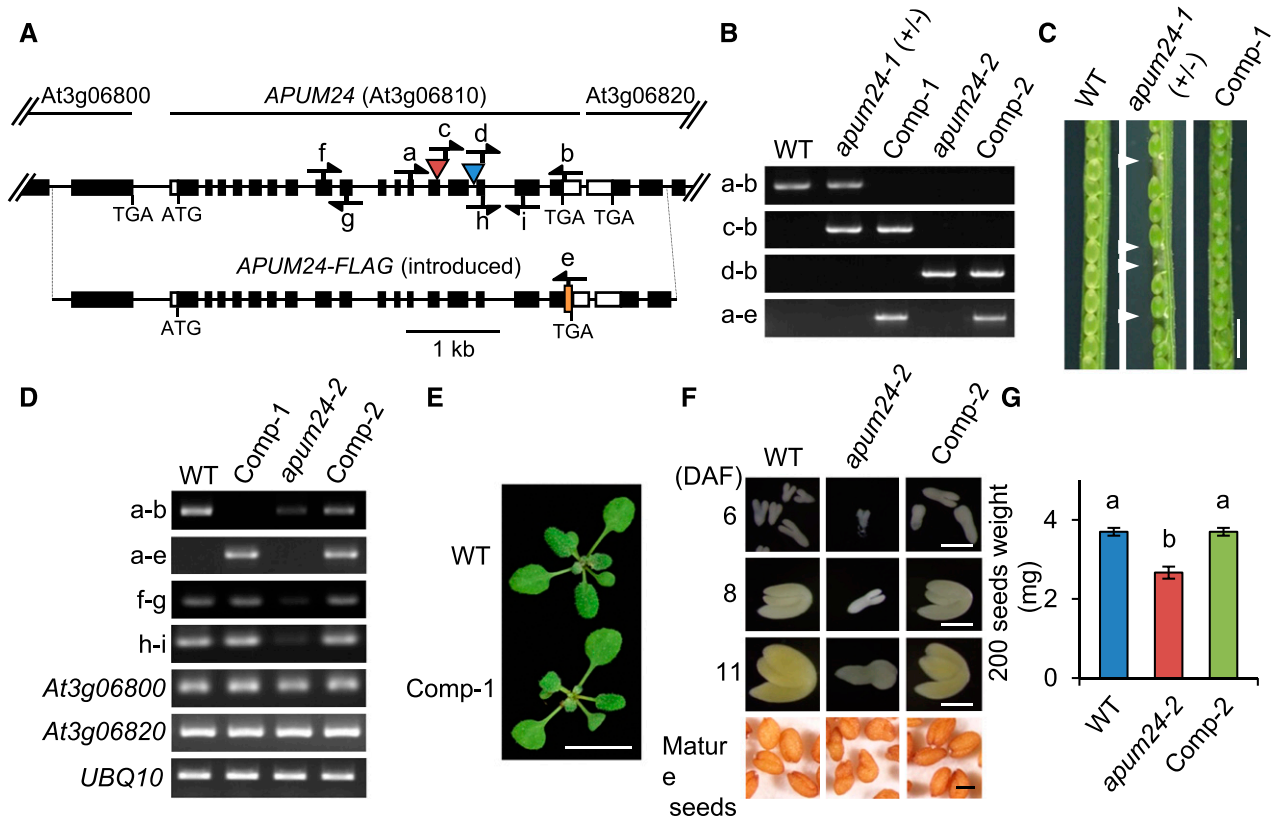 A
At3g06800
APUM24 (At3g06810)
At3g06820
c
d
f
a
b
TGA
ATG
g
h
i
TGA
TGA
APUM24-FLAG (introduced)
e
ATG
TGA
1 kb
B
WT
apum24-1 (+/-)
Comp-1
apum24-2
Comp-2
a-b
c-b
d-b
a-e
C
WT
apum24-1
(+/-)
Comp-1
D
WT
Comp-1
apum24-2
Comp-2
a-b
a-e
f-g
h-i
At3g06800
At3g06820
UBQ10
E
WT
Comp-1
F
(DAF)
WT
apum24-2
Comp-2
6
8
11
Matur
e
seeds
G
200 seeds weight
(mg)
4
2
0
a
b
a
WT
apum24-2
Comp-2